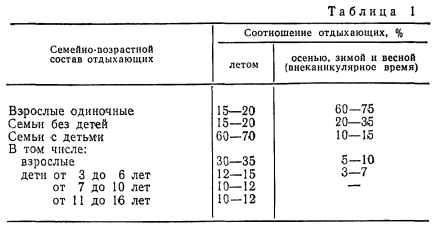 Таблица 1
Семейно-возрастной состав отдыхающих
Соотношение отдыхающих, %
летом
осенью, зимой и весной (внеканикулярное время)
Взрослые одиночные 15—20 60—75
Семьи без детей 15—20 20—35
Семьи с детьми 60—70 10—15
В том числе:
взрослые 30—35 5—10
дети от 3 до 6 лет 12—15 3—7
от 7 до 10 лет 10—12 —
от 11 до 16 лет 10—12